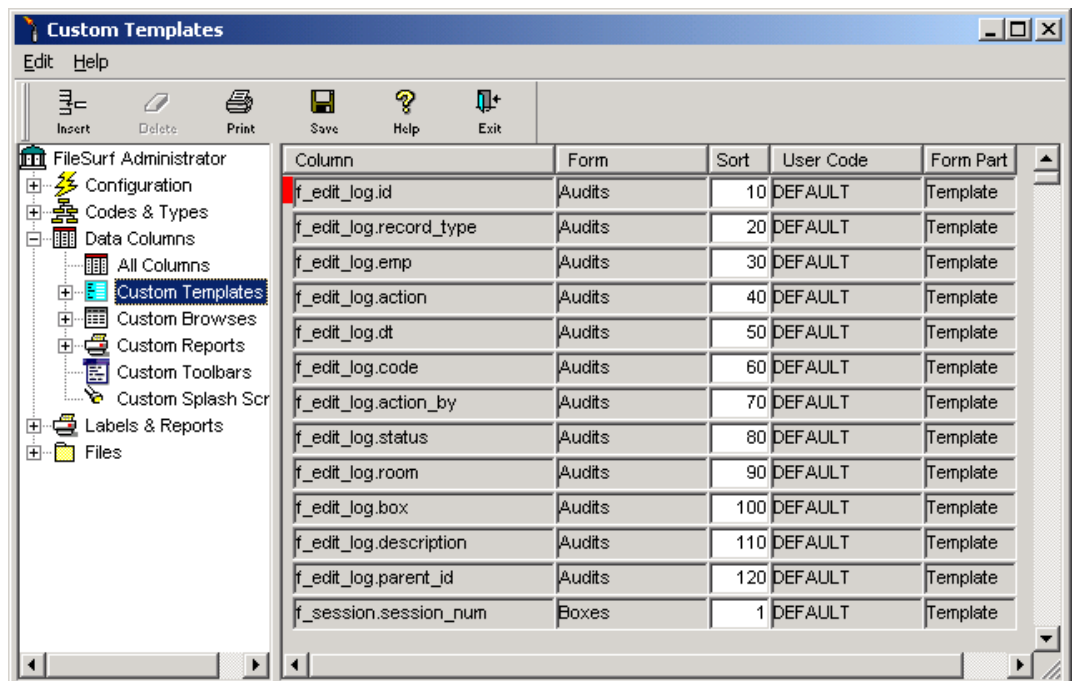 Custom Templates
Edit Help
Insert Delete Print Save Help Exit
FileSurf Administrator
Configuration
Codes & Types
Data Columns
All Columns
Custom Templates
Custom Browses
Custom Reports
Custom Toolbars
Custom Splash Scr
Labels & Reports
Files
Column Form Sort User Code Form Part
f_edit_log.id Audits 10 DEFAULT Template
f_edit_log.record_type Audits 20 DEFAULT Template
f_edit_log.emp Audits 30 DEFAULT Template
f_edit_log.action Audits 40 DEFAULT Template
f_edit_log.dt Audits 50 DEFAULT Template
f_edit_log.code Audits 60 DEFAULT Template
f_edit_log.action_by Audits 70 DEFAULT Template
f_edit_log.status Audits 80 DEFAULT Template
f_edit_log.room Audits 90 DEFAULT Template
f_edit_log.box Audits 100 DEFAULT Template
f_edit_log.description Audits 110 DEFAULT Template
f_edit_log.parent_id Audits 120 DEFAULT Template
f_session.session_num Boxes 1 DEFAULT Template